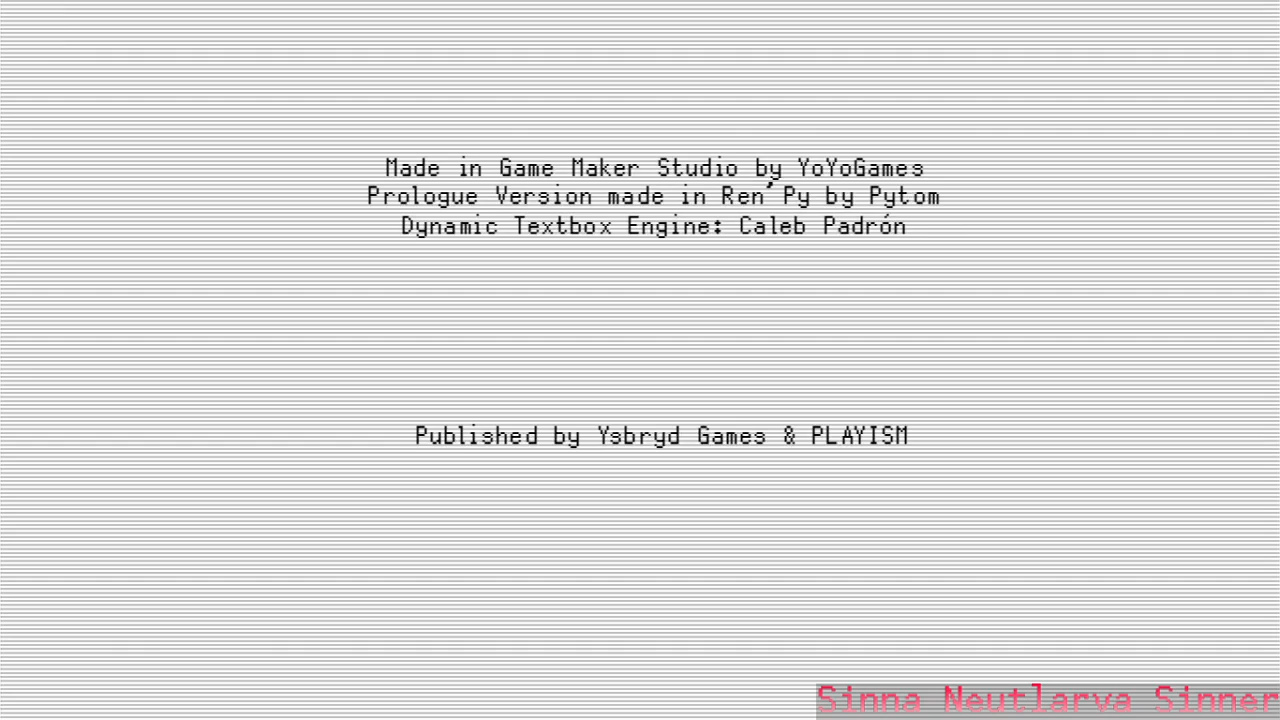 Made in Game Maker Studio by YoYoGames
Prologue Version made in Ren'Py by Pytom
Dynamic Textbox Engine: Caleb Padrón
Published by Ysbryd Games & PLAYISM
Sinna Neutlarva Sinner